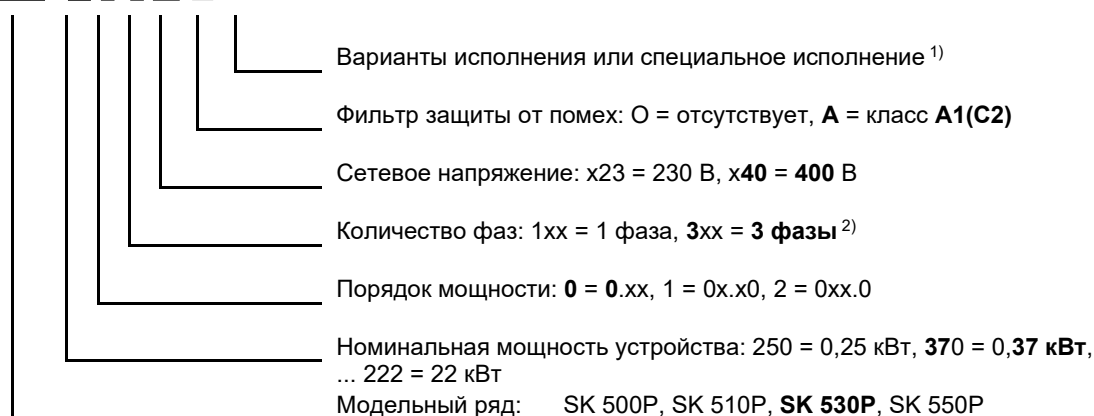 Варианты исполнения или специальное исполнение 1)
Фильтр защиты от помех: O = отсутствует, A = класс A1(C2)
Сетевое напряжение: x23 = 230 В, x40 = 400 В
Количество фаз: 1xx = 1 фаза, 3xx = 3 фазы 2)
Порядок мощности: 0 = 0.xx, 1 = 0x.x0, 2 = 0xx.0
Номинальная мощность устройства: 250 = 0,25 кВт, 370 = 0,37 кВт,
... 222 = 22 кВт
Модельный ряд: SK 500P, SK 510P, SK 530P, SK 550P